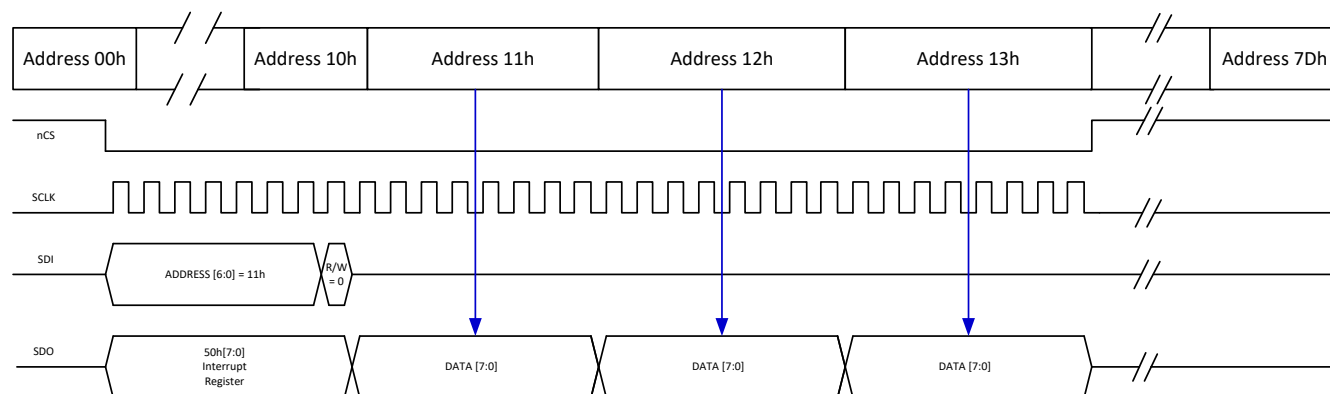 Address 00h
Address 10h
Address 11h
Address 12h
Address 13h
Address 7Dh
nCS
SCLK
SDI
ADDRESS [6:0] = 11h
R/W
= 0
SDO
50h[7:0]
Interrupt
Register
DATA [7:0]
DATA [7:0]
DATA [7:0]